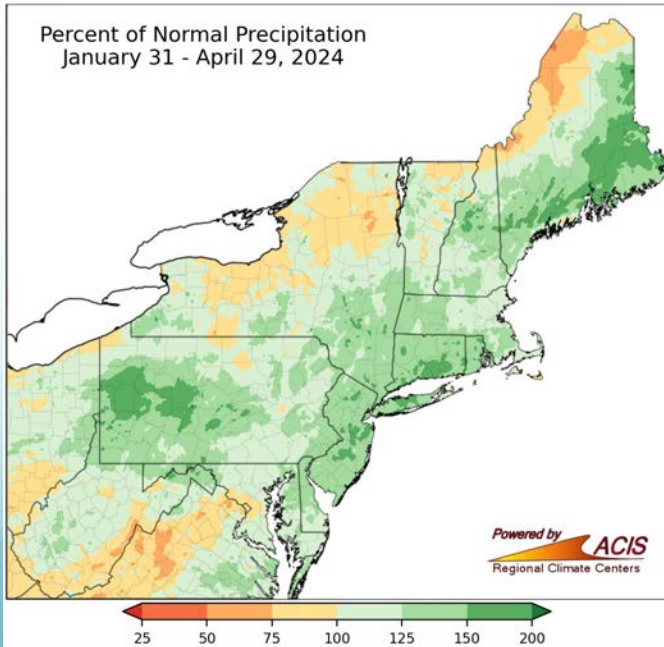 Percent of Normal Precipitation
January 31 - April 29, 2024
Powered by
ACIS
Regional Climate Centers
25 50 75 100 125 150 200